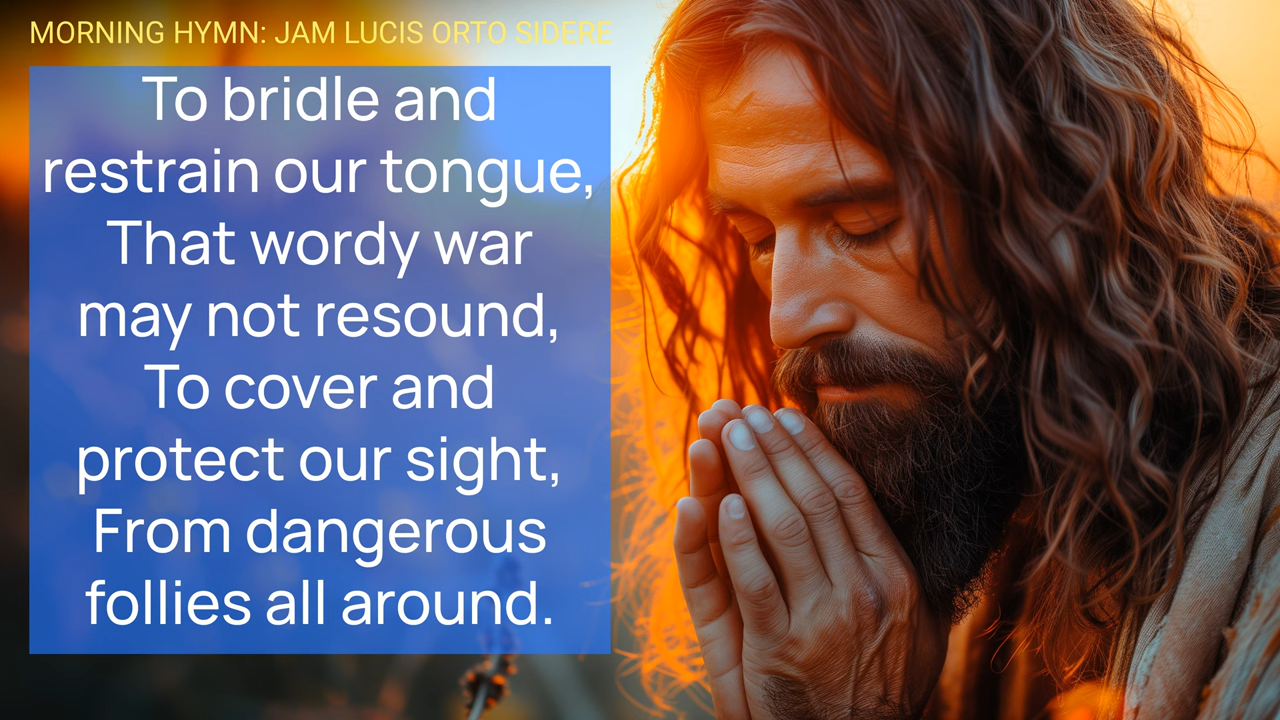 MORNING HYMN: JAM LUCIS ORTO SIDERE
To bridle and
restrain our tongue,
That wordy war
may not resound,
To cover and
protect our sight,
From dangerous
follies all around.